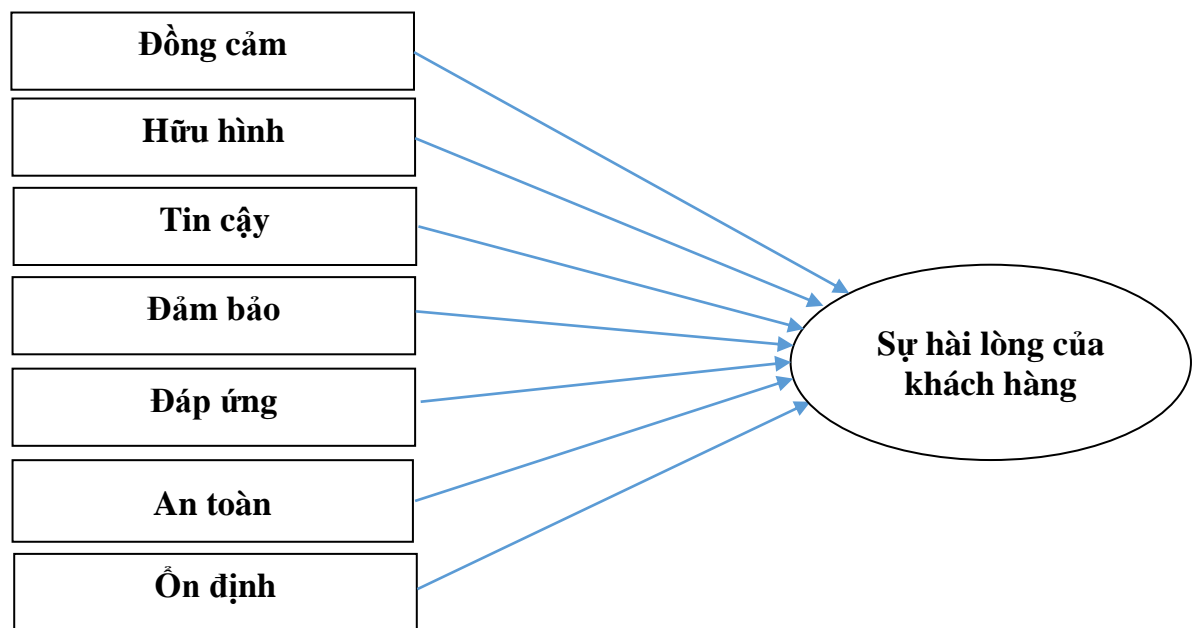 Đồng cảm
Hữu hình
Tin cậy
Đảm bảo
Đáp ứng
An toàn
Ổn định
Sự hài lòng của
khách hàng